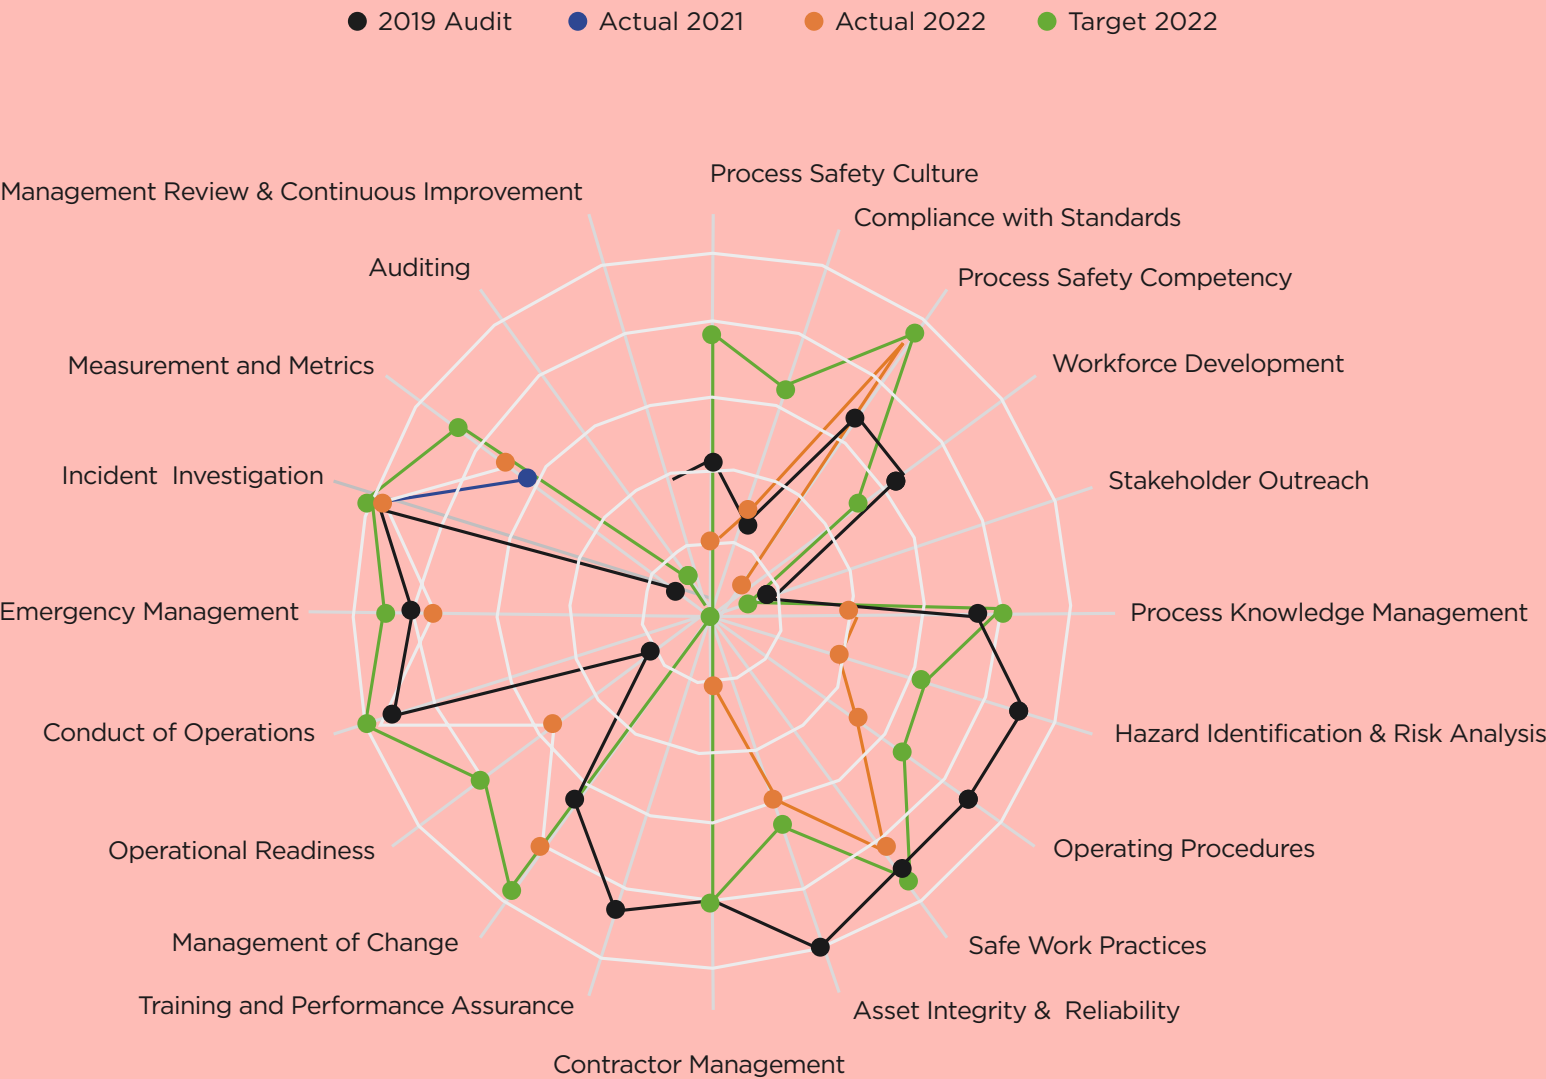 2019 Audit Actual 2021 Actual 2022 Target 2022
Process Safety Culture
Management Review & Continuous Improvement
Compliance with Standards
Auditing
Process Safety Competency
Measurement and Metrics
Workforce Development
Incident Investigation
Stakeholder Outreach
Emergency Management
Process Knowledge Management
Conduct of Operations
Hazard Identification & Risk Analysis
Operational Readiness
Operating Procedures
Management of Change
Safe Work Practices
Training and Performance Assurance
Asset Integrity & Reliability
Contractor Management